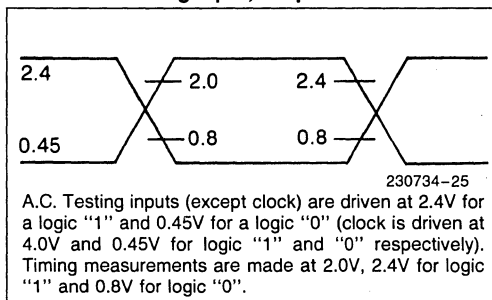 2.4 2.0 2.4
0.45 0.8 0.8
230734-25
A.C. Testing inputs (except clock) are driven at 2.4V for
a logic "1" and 0.45V for a logic "0" (clock is driven at
4.0V and 0.45V for logic "1" and "0" respectively).
Timing measurements are made at 2.0V, 2.4V for logic
"1" and 0.8V for logic "0".